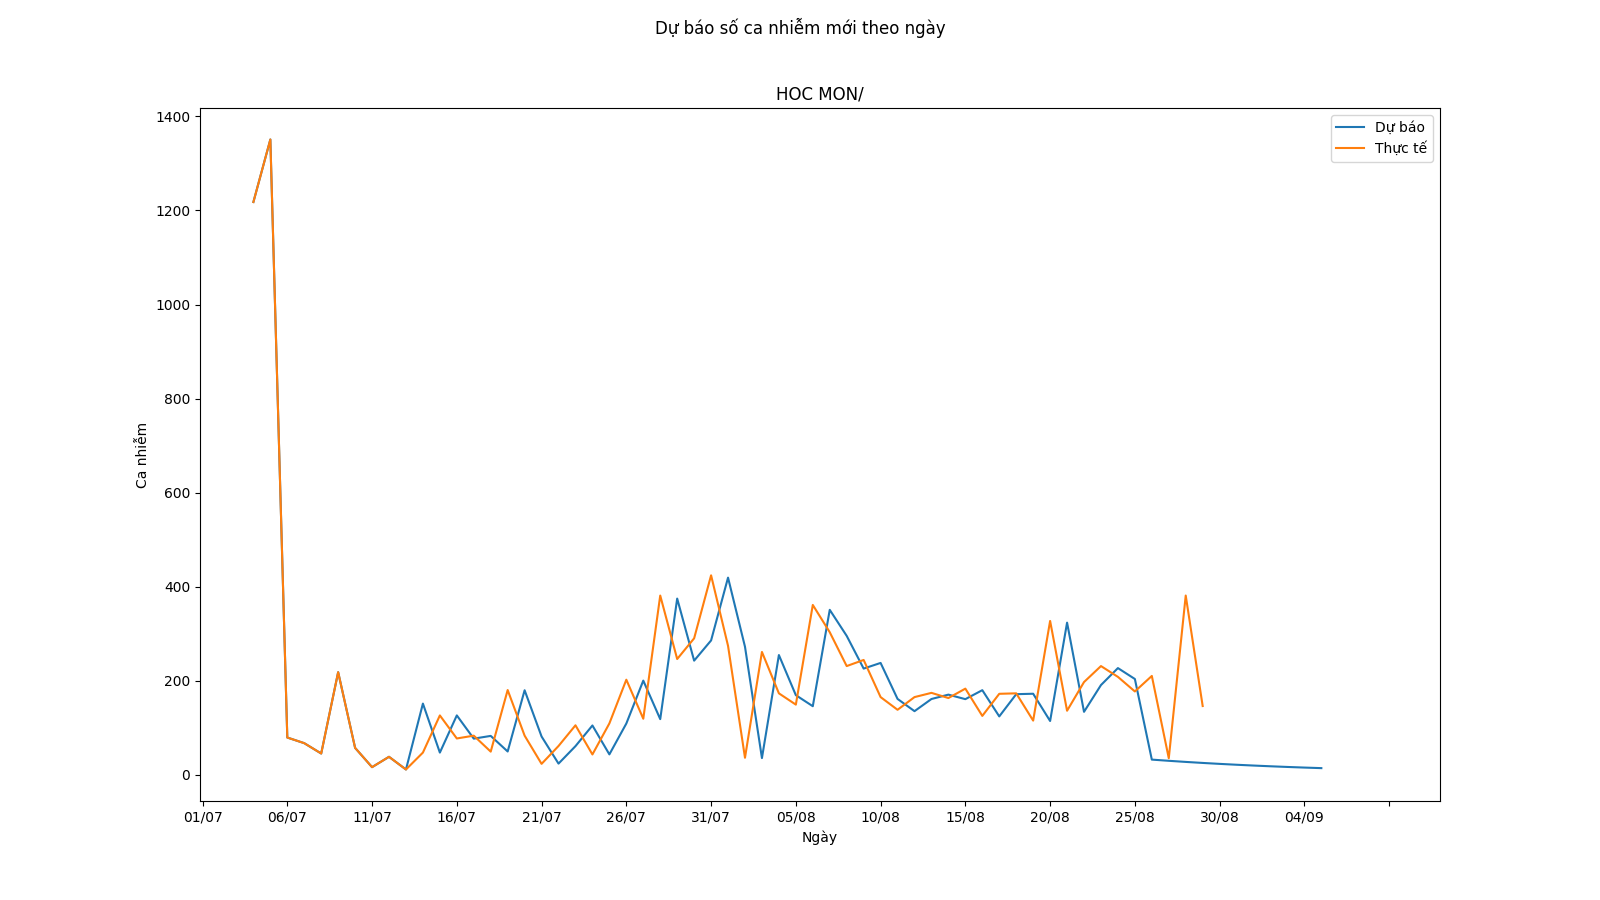 Dự báo số ca nhiễm mới theo ngày
HOC MON/
Dự báo
Thực tế
1400
1200
1000
800
600
400
200
0
Ca nhiễm
01/07 06/07 11/07 16/07 21/07 26/07 31/07 05/08 10/08 15/08 20/08 25/08 30/08 04/09
Ngày